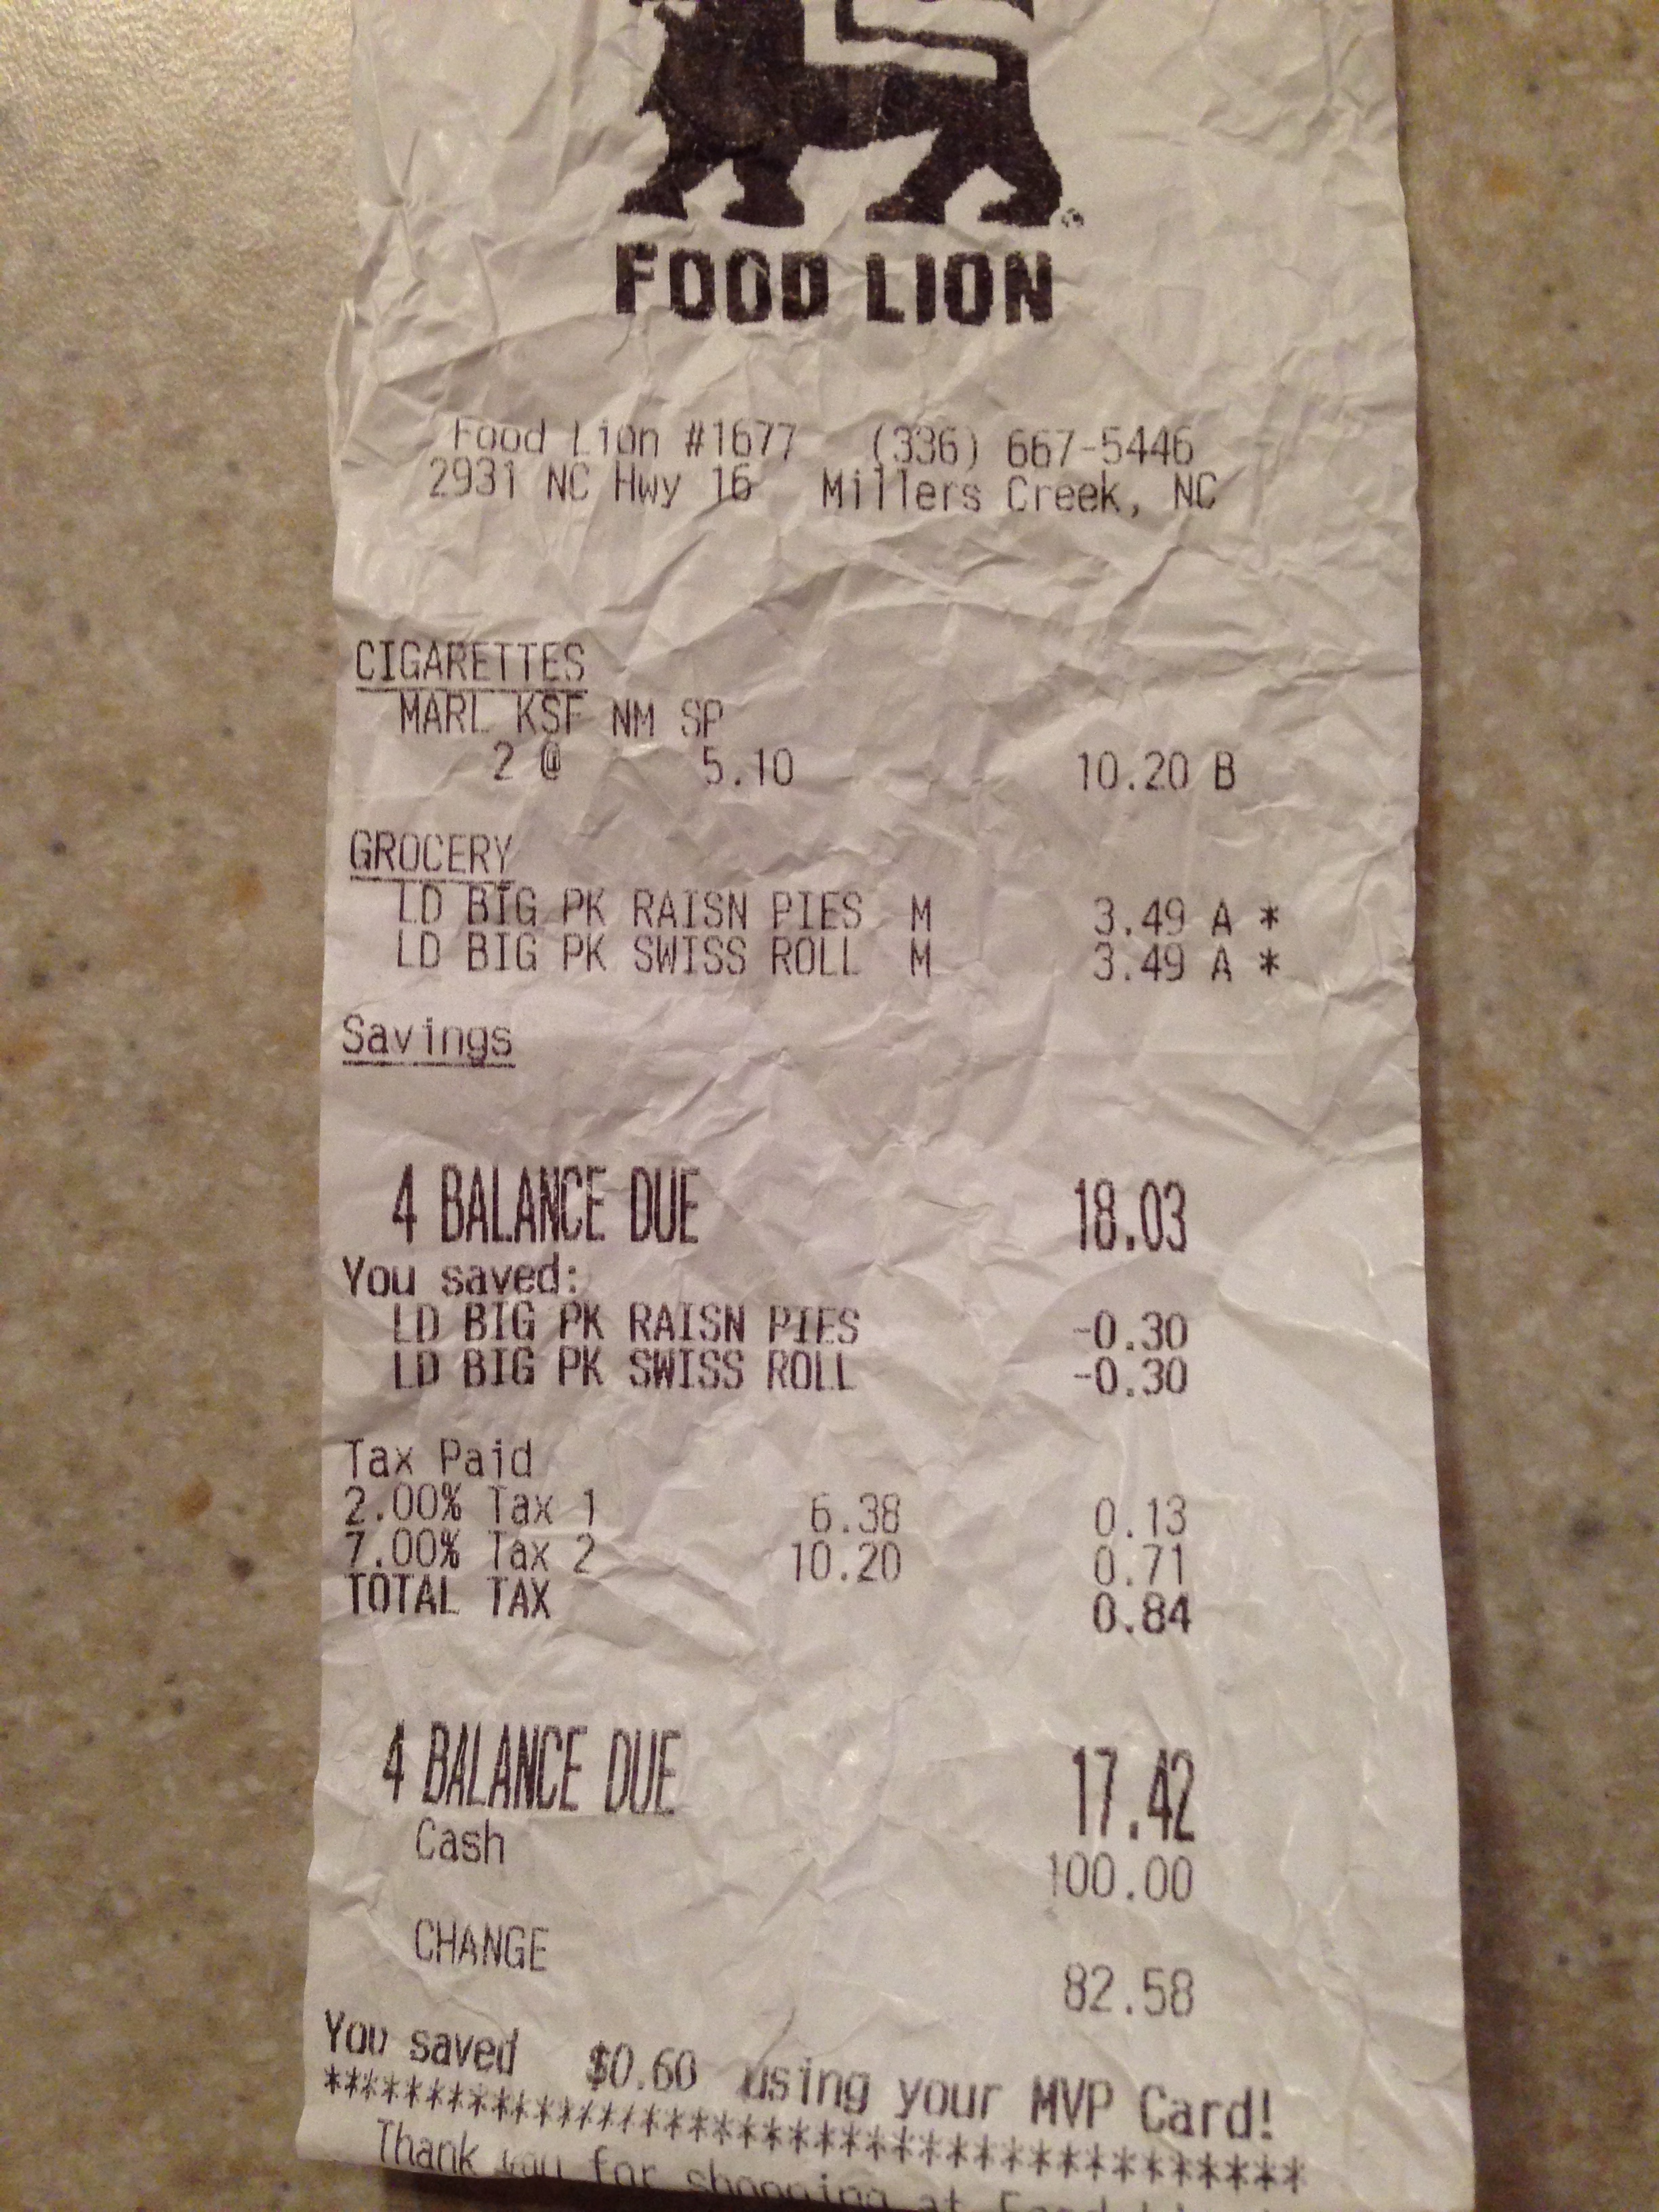 FOOD LION
Food Lion #1677 (336) 667-5446
2931 NC Hwy 16 Millers Creek, NC
CIGARETTES
MARL KSF NM SP
2 @ 5.10 10.20 B
GROCERY
LD BIG PK RAISN PIES M 3.49 A *
LD BIG PK SWISS ROLL M 3.49 A *
Savings
4 BALANCE DUE 18.03
You saved:
LD BIG PK RAISN PIES -0.30
LD BIG PK SWISS ROLL -0.30
Tax Paid
2.00% Tax 1 6.38 0.13
7.00% Tax 2 10.20 0.71
TOTAL TAX 0.84
4 BALANCE DUE 17.42
Cash 100.00
CHANGE 82.58
You saved $0.60 using your MVP Card!
******************************************
Thank you for shopping at Food